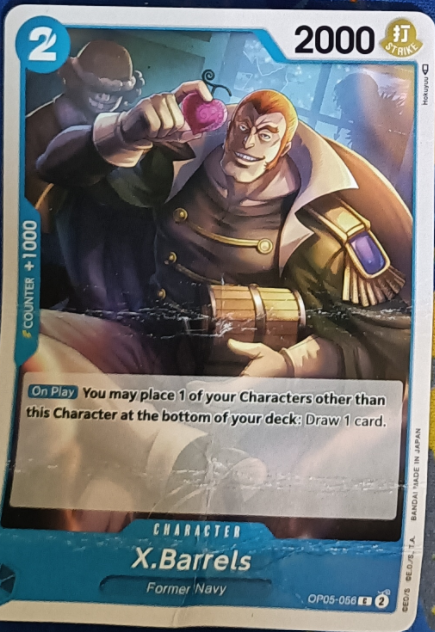 2
2000
打
STRIKE
Hokuyuu
COUNTER +1000
On Play You may place 1 of your Characters other than
this Character at the bottom of your deck: Draw 1 card.
CHARACTER
X.Barrels
Former Navy
OP05-056 C 2
BANDAI MADE IN JAPAN
©EO/S ©E.O./S., T.A.